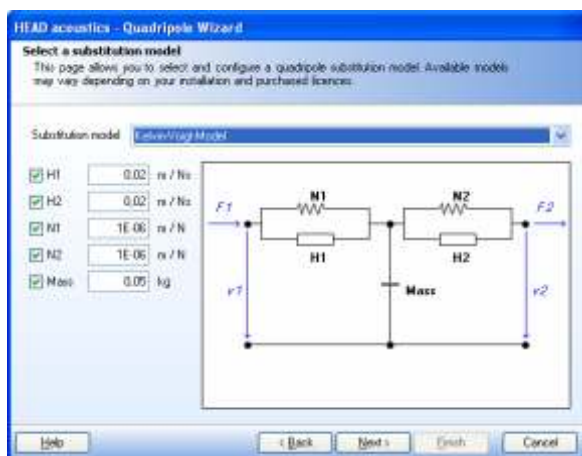 HEAD acoustics - Quadripole Wizard
Select a substitution model
This page allows you to select and configure a quadripole substitution model. Available models
may vary depending on your installation and purchased licences.
Substitution model KelvinVoightModel
H1 0.02 m / Ns
H2 0.02 m / Ns
N1 1E-06 m / N
N2 1E-06 m / N
Mass 0.05 kg
F1 N1 N2 F2
H1 H2
v1 Mass v2
Help < Back Next > Finish Cancel